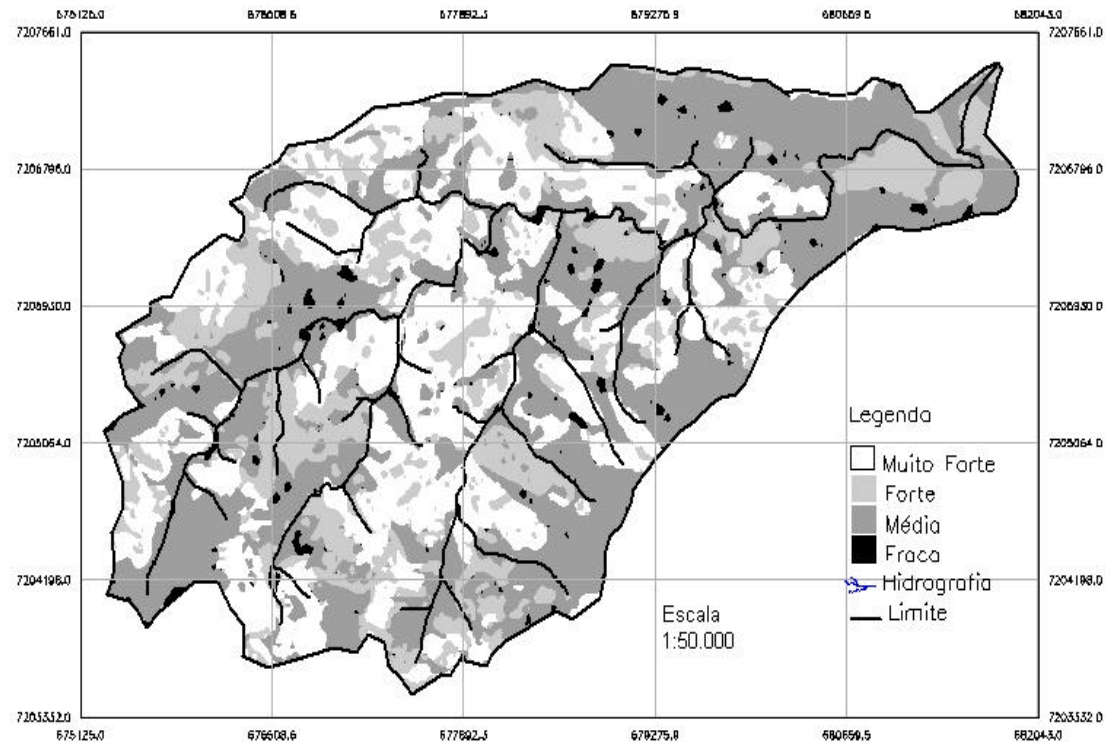 675125.0 676508.6 677892.3 679275.9 680659.6 682043.0
7207661.0 7207661.0
7206796.0 7206796.0
7205930.0 7205930.0
7205064.0 7205064.0
7204198.0 7204198.0
7203332.0 7203332.0
Legenda
Muito Forte
Forte
Média
Fraca
Hidrografia
Limite
Escala
1:50.000
675125.0 676508.6 677892.3 679275.9 680659.6 682043.0